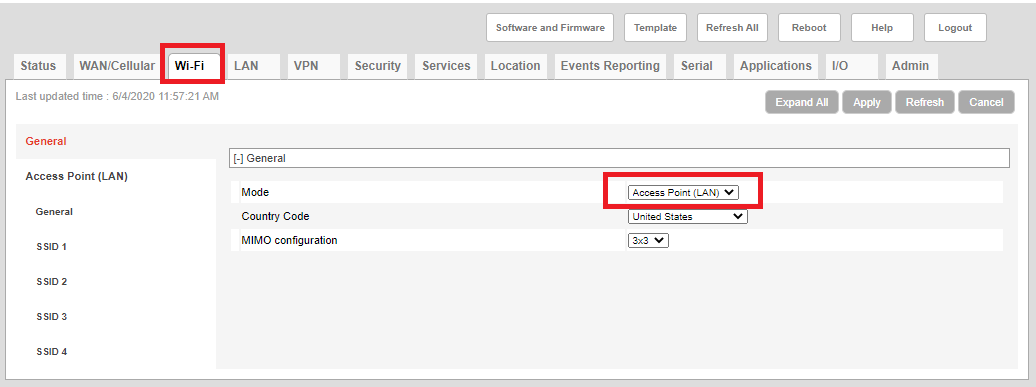 Software and Firmware Template Refresh All Reboot Help Logout
Status WAN/Cellular Wi-Fi LAN VPN Security Services Location Events Reporting Serial Applications I/O Admin
Last updated time : 6/4/2020 11:57:21 AM
Expand All Apply Refresh Cancel
General
[-] General
Access Point (LAN)
Mode Access Point (LAN)
General
Country Code United States
SSID 1
MIMO configuration 3x3
SSID 2
SSID 3
SSID 4